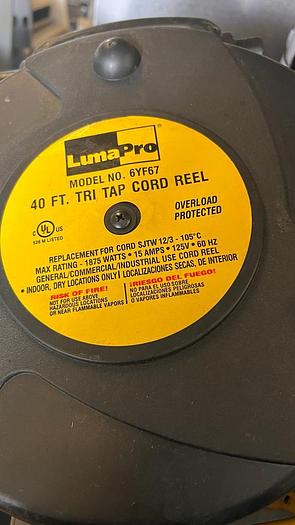 LumaPro
MODEL NO. 6YF67
40 FT. TRI TAP CORD REEL
OVERLOAD
PROTECTED
C UL US
528 M LISTED
REPLACEMENT FOR CORD SJTW 12/3 - 105°C
MAX RATING - 1875 WATTS • 15 AMPS • 125V • 60 HZ
GENERAL/COMMERCIAL/INDUSTRIAL USE CORD REEL
• INDOOR, DRY LOCATIONS ONLY | LOCALIZACIONES SECAS, DE INTERIOR
RISK OF FIRE!
NOT FOR USE ABOVE
HAZARDOUS LOCATIONS
OR NEAR FLAMMABLE VAPORS
¡RIESGO DEL FUEGO!
NO PARA EL USO SOBRE
LOCALIZACIONES PELIGROSAS
O VAPORES INFLAMMABLES